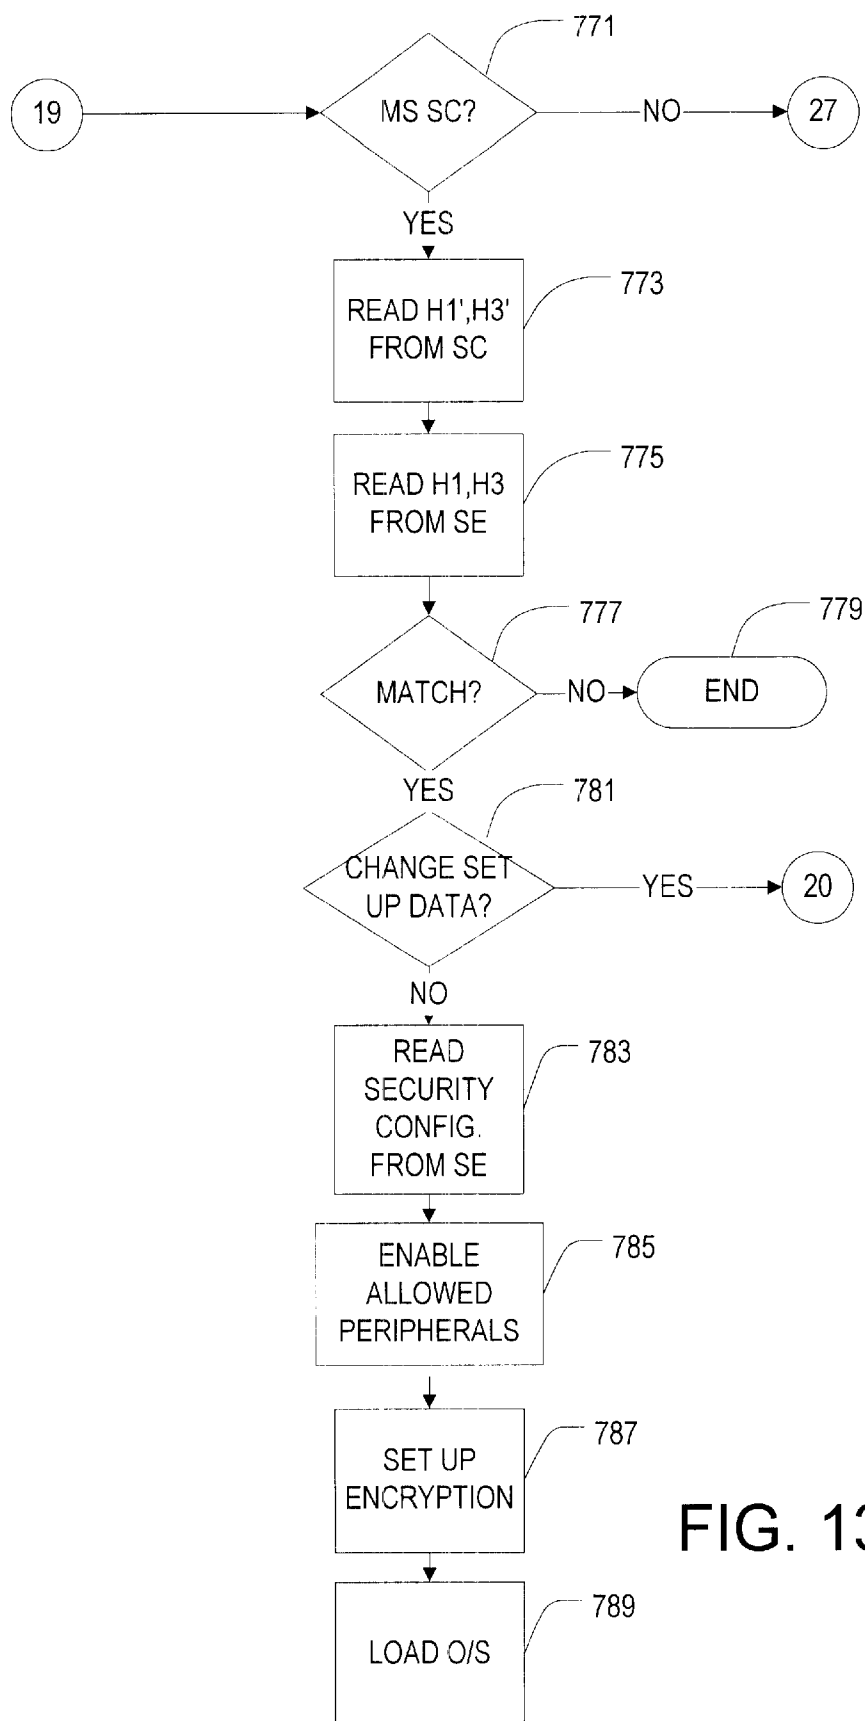 771
19
MS SC?
NO
27
YES
773
READ H1',H3'
FROM SC
775
READ H1,H3
FROM SE
777
779
MATCH?
NO
END
YES
781
CHANGE SET
UP DATA?
YES
20
NO
783
READ
SECURITY
CONFIG.
FROM SE
785
ENABLE
ALLOWED
PERIPHERALS
787
SET UP
ENCRYPTION
FIG. 13
789
LOAD O/S